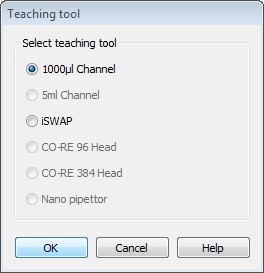 Teaching tool
Select teaching tool
1000µl Channel
5ml Channel
iSWAP
CO-RE 96 Head
CO-RE 384 Head
Nano pipettor
OK Cancel Help